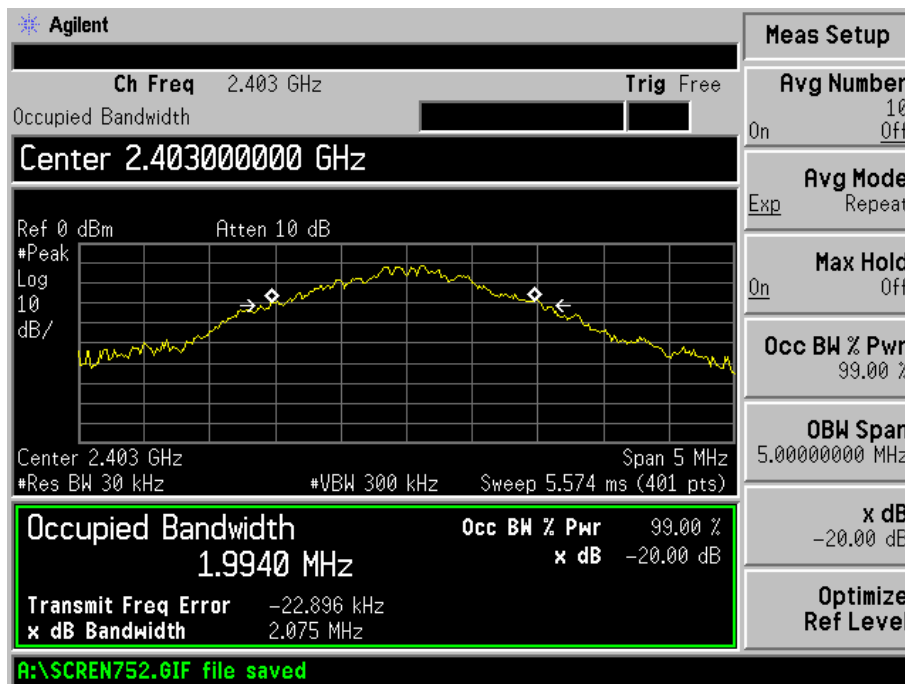 Agilent
Ch Freq 2.403 GHz Trig Free
Occupied Bandwidth
Center 2.403000000 GHz
Ref 0 dBm Atten 10 dB
#Peak
Log
10
dB/
Center 2.403 GHz Span 5 MHz
#Res BW 30 kHz #VBW 300 kHz Sweep 5.574 ms (401 pts)
Occupied Bandwidth Occ BW % Pwr 99.00 %
1.9940 MHz x dB -20.00 dB
Transmit Freq Error -22.896 kHz
x dB Bandwidth 2.075 MHz
A:\SCREN752.GIF file saved
Meas Setup
Avg Number
10
On Off
Avg Mode
Exp Repeat
Max Hold
On Off
Occ BW % Pwr
99.00 %
OBW Span
5.00000000 MHz
x dB
-20.00 dB
Optimize
Ref Level